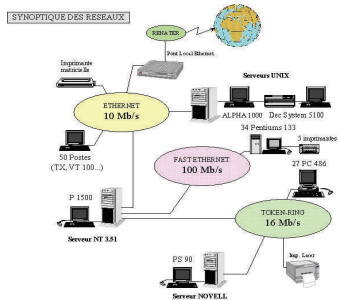 SYNOPTIQUE DES RESEAUX
RENATER
Pont Local Ethernet
Imprimante
matricielle
Serveurs UNIX
ETHERNET
10 Mb/s
ALPHA 1000
Dec System 5100
34 Pentiums 133
50 Postes
(TX, VT 100...)
5 imprimantes
FAST ETHERNET
100 Mb/s
27 PC 486
P 1500
TOKEN-RING
16 Mb/s
Serveur NT 3.51
PS 90
Imp. Laser
Serveur NOVELL